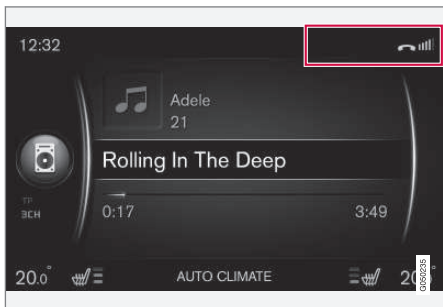 12:32
Adele
21
Rolling In The Deep
TP
3CH
0:17
3:49
20.0°
AUTO CLIMATE
20
G050235